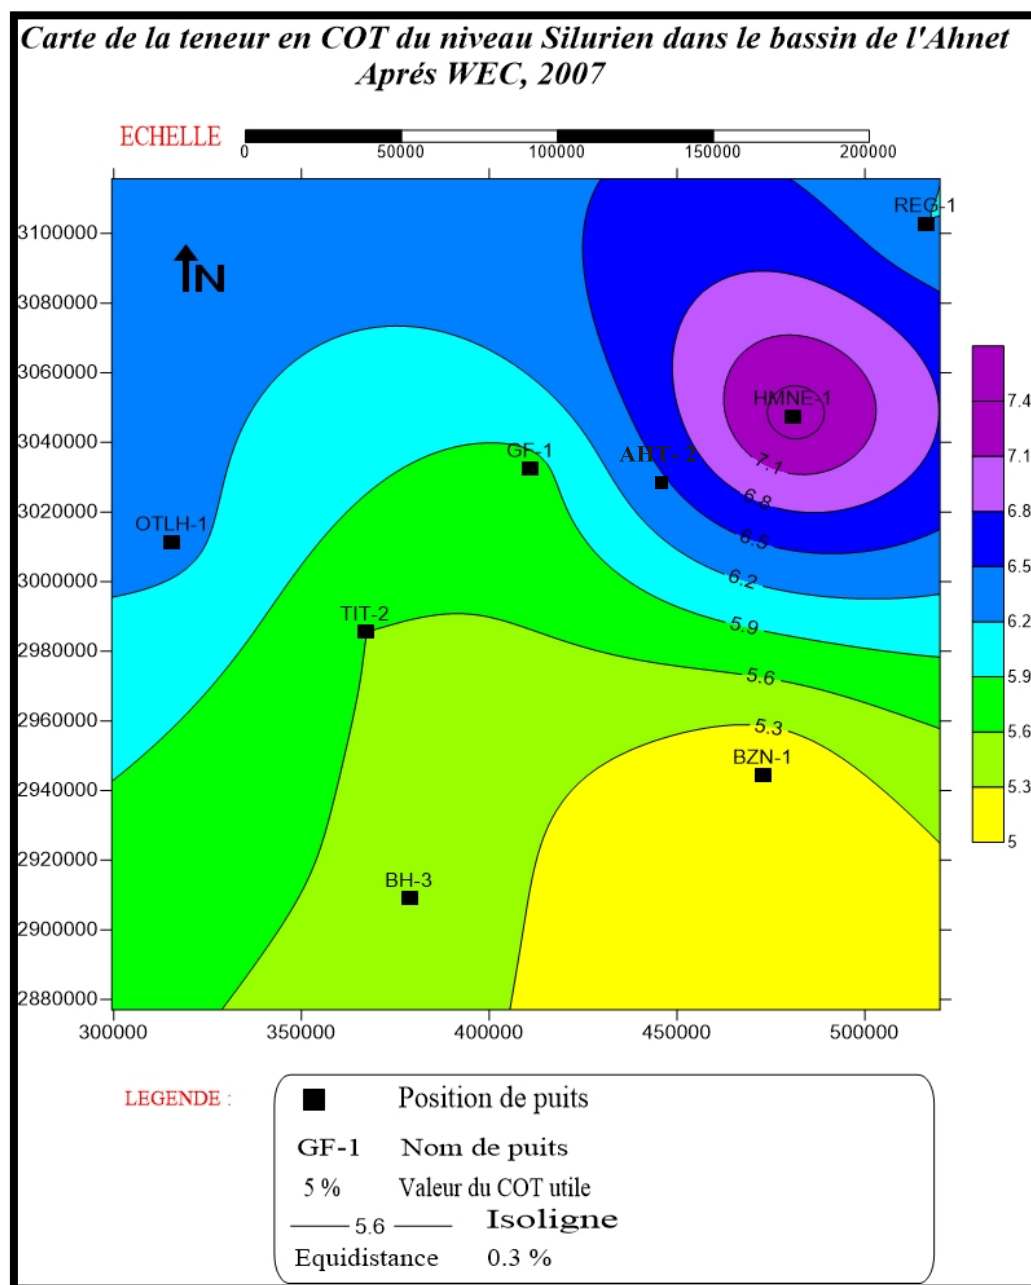 Carte de la teneur en COT du niveau Silurien dans le bassin de l'Ahnet
Aprés WEC, 2007
ECHELLE
0 50000 100000 150000 200000
REG-1
3100000
N
3080000
3060000
7.4
HMNE-1
3040000
GF-1
AHT- 2
7.1
7.1
3020000
6.8
6.8
OTLH-1
6.5
6.5
3000000
6.2
6.2
TIT-2
5.9
2980000
5.9
5.6
2960000
5.3
5.6
BZN-1
2940000
5.3
5
2920000
BH-3
2900000
2880000
300000 350000 400000 450000 500000
LEGENDE :
Position de puits
GF-1 Nom de puits
5 % Valeur du COT utile
5.6 Isoligne
Equidistance 0.3 %